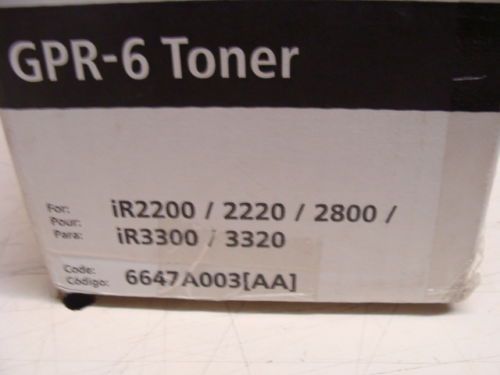 GPR-6 Toner
For: iR2200 / 2220 / 2800 /
Pour:
Para: iR3300 / 3320
Code:
Código: 6647A003[AA]